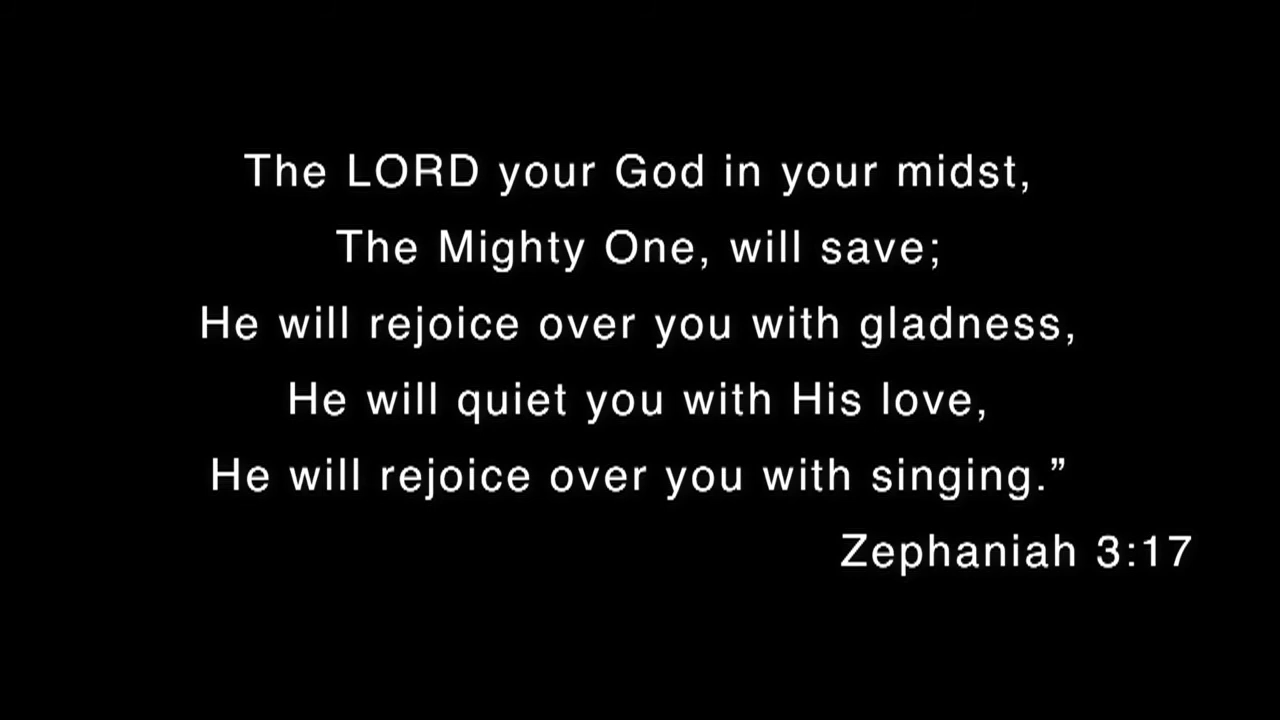 The LORD your God in your midst,
The Mighty One, will save;
He will rejoice over you with gladness,
He will quiet you with His love,
He will rejoice over you with singing.”
Zephaniah 3:17